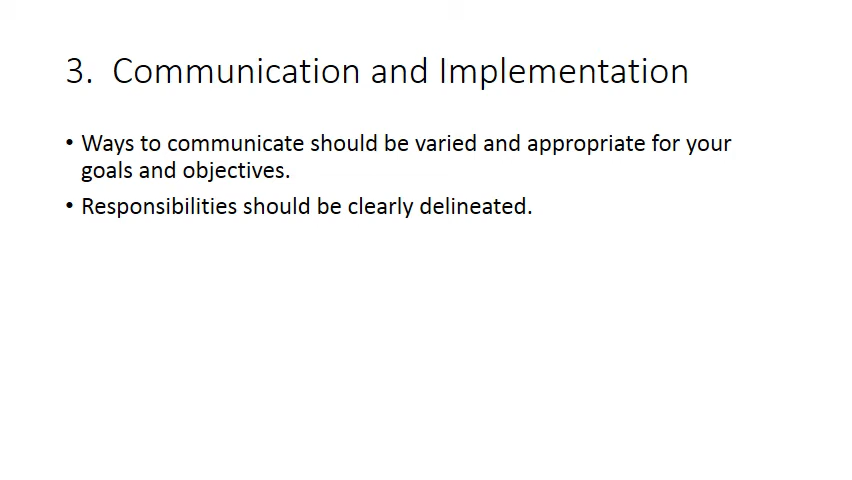 3. Communication and Implementation
• Ways to communicate should be varied and appropriate for your
goals and objectives.
• Responsibilities should be clearly delineated.